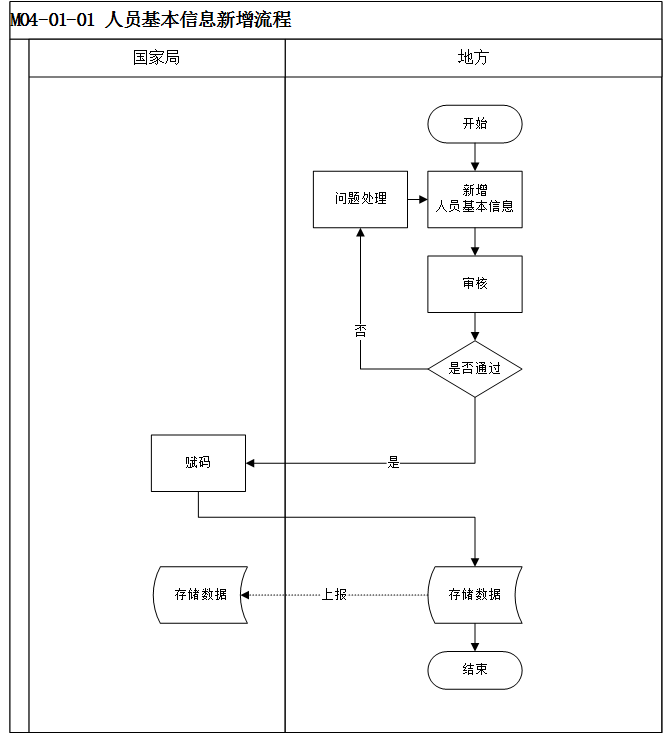 M04-01-01 人员基本信息新增流程
国家局
地方
开始
问题处理
新增
人员基本信息
审核
否
是否通过
赋码
是
存储数据
上报
存储数据
结束